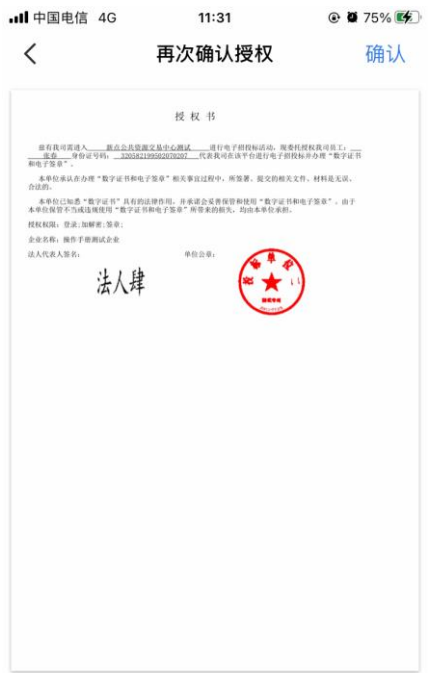 中国电信 4G 11:31 75%
再次确认授权 确认
授 权 书
兹有我司需进入 新点公共资源交易中心测试 进行电子招投标活动，现委托授权我司员工：
张春 身份证号码： 320582199502070207 代表我司在该平台进行电子招投标并办理“数字证书
和电子签章”。
本单位承认在办理“数字证书和电子签章”相关事宜过程中，所签署、提交的相关文件、材料是无误、
合法的。
本单位已知悉“数字证书”具有的法律作用，并承诺会妥善保管和使用“数字证书和电子签章”。由于
本单位保管不当或违规使用“数字证书和电子签章”所带来的损失，均由本单位承担。
授权权限：登录;加解密;签章;
企业名称：操作手册测试企业
法人代表人签名： 单位公章：
法人肆
投标单位